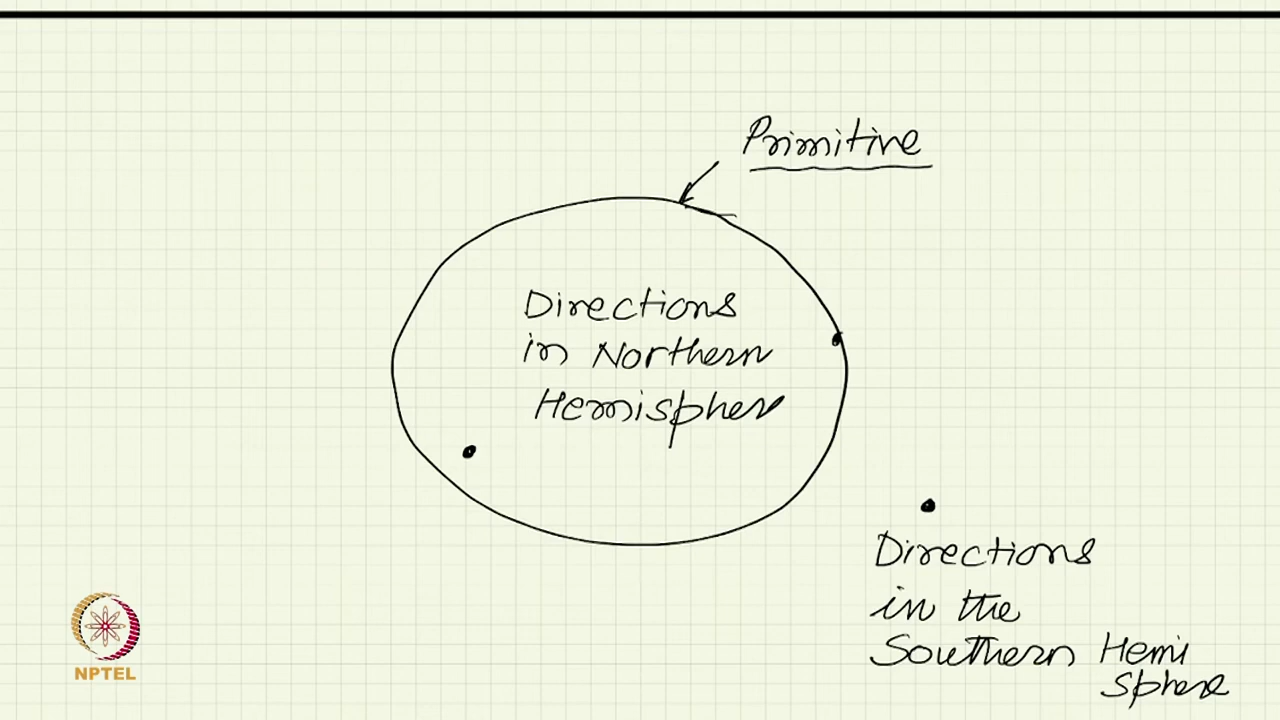 Primitive
Directions
in Northern
Hemisphere
Directions
in the
Southern Hemi
sphere
NPTEL